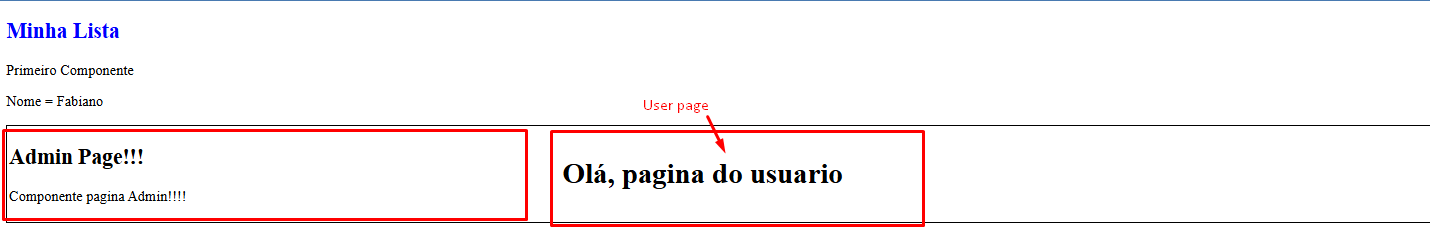 Minha Lista
Primeiro Componente
Nome = Fabiano
User page
Admin Page!!!
Componente pagina Admin!!!!
Olá, pagina do usuario